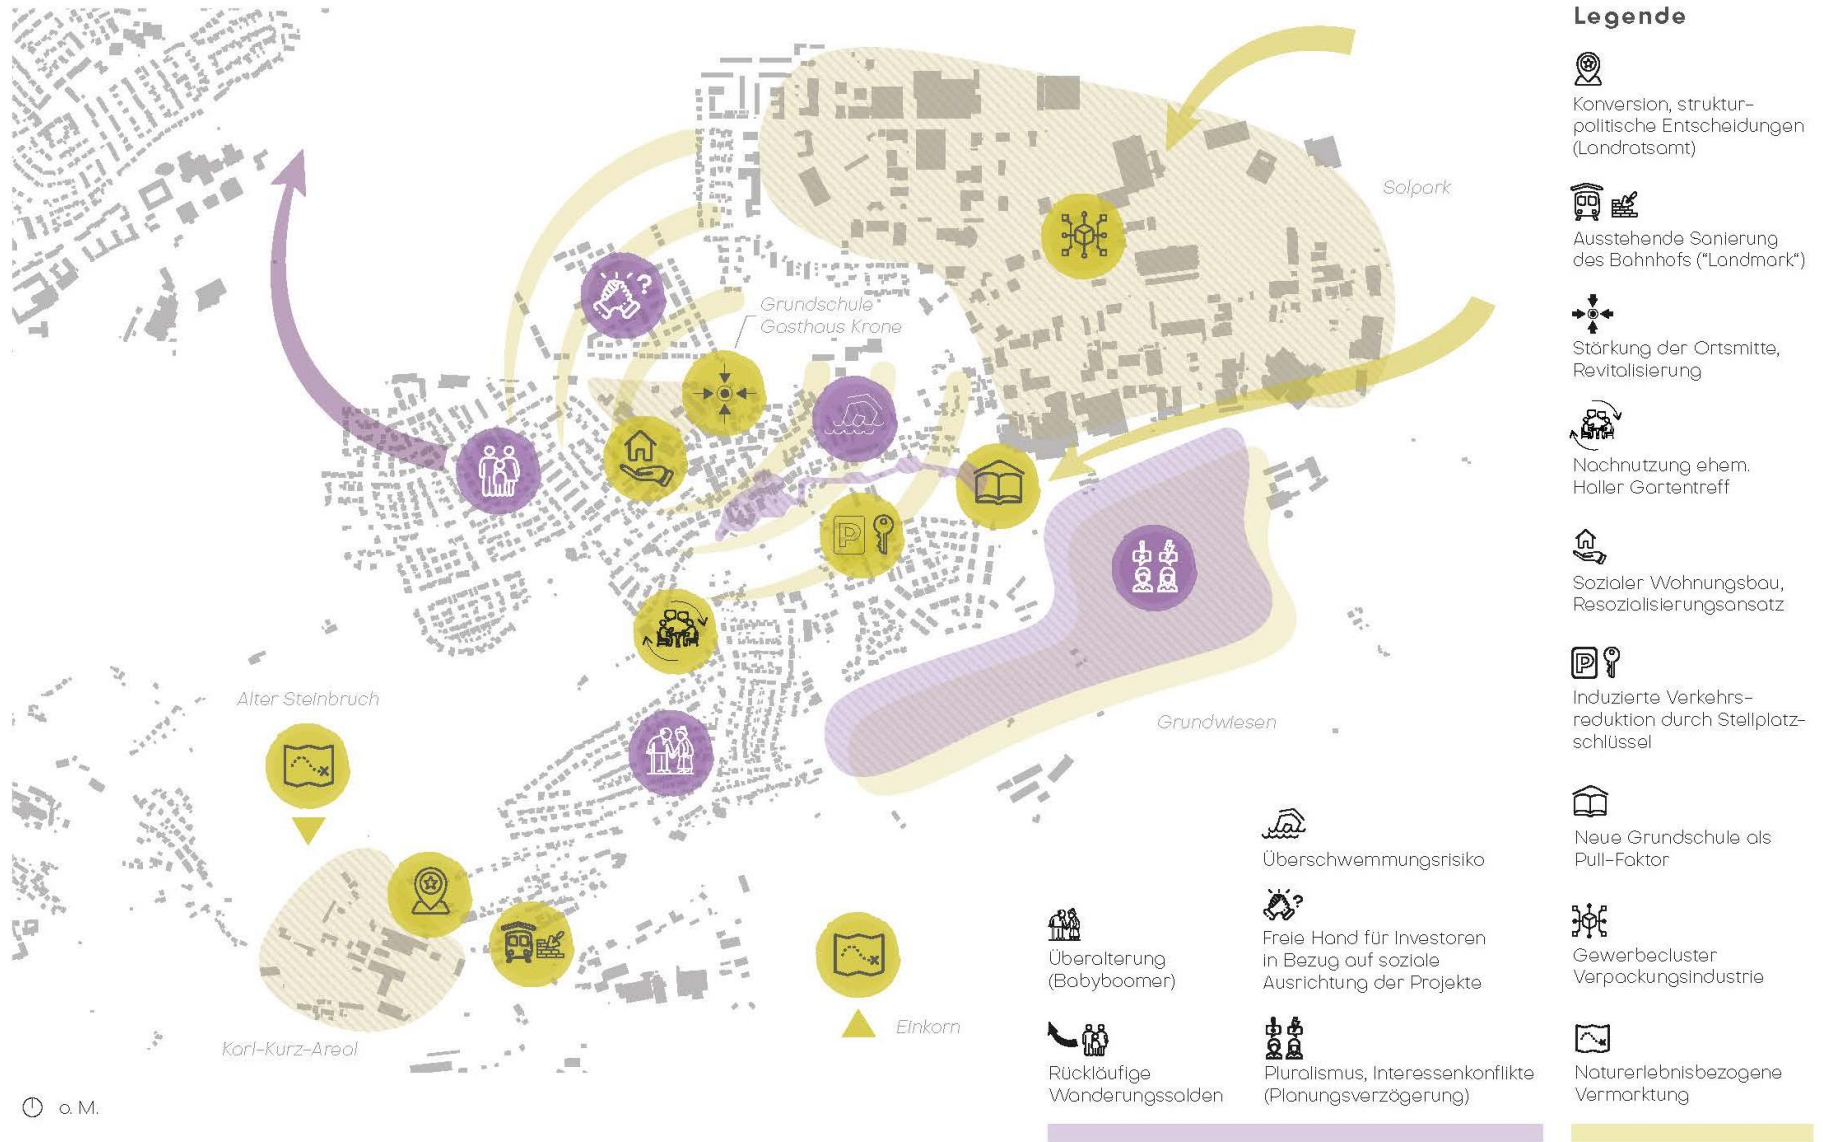 Legende
Konversion, struktur-
politische Entscheidungen
(Landratsamt)
Ausstehende Sanierung
des Bahnhofs ("Landmark")
Stärkung der Ortsmitte,
Revitalisierung
Nachnutzung ehem.
Haller Gartentreff
Sozialer Wohnungsbau,
Resozialisierungsansatz
P
Induzierte Verkehrs-
reduktion durch Stellplatz-
schlüssel
Neue Grundschule als
Pull-Faktor
Gewerbecluster
Verpackungsindustrie
Naturerlebnisbezogene
Vermarktung
Solpark
?
Grundschule
Gasthaus Krone
P
Alter Steinbruch
Grundwiesen
Karl-Kurz-Areal
Einkorn
Überschwemmungsrisiko
?
Freie Hand für Investoren
in Bezug auf soziale
Ausrichtung der Projekte
Überalterung
(Babyboomer)
Rückläufige
Wanderungssalden
Pluralismus, Interessenkonflikte
(Planungsverzögerung)
o. M.